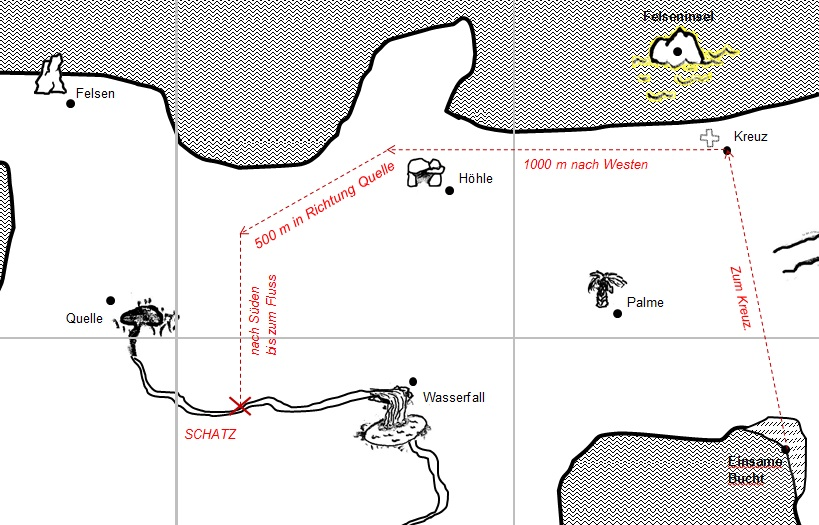 Felseninsel
Felsen
Kreuz
1000 m nach Westen
Höhle
500 m in Richtung Quelle
nach Süden
bis zum Fluss
Zum Kreuz.
Palme
Quelle
Wasserfall
SCHATZ
Einsame
Bucht